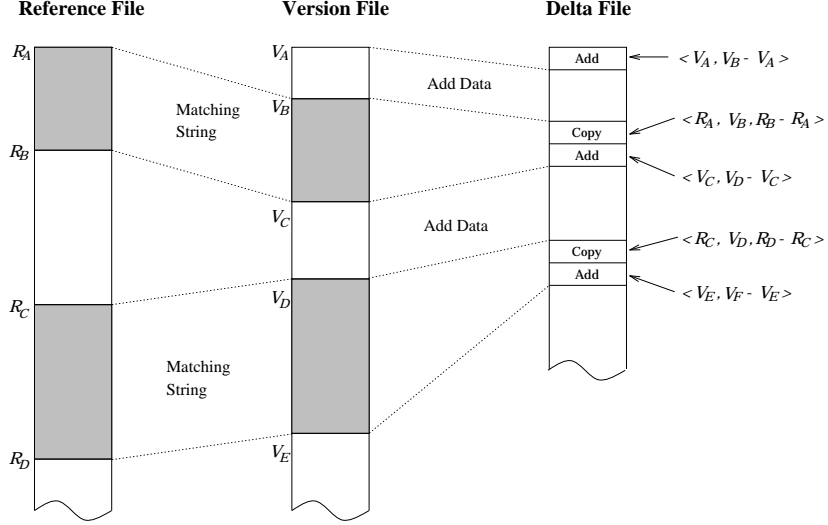 Reference File
Version File
Delta File
R_A
V_A
Add
< V_A , V_B - V_A >
Add Data
Matching
String
V_B
Copy
< R_A , V_B , R_B - R_A >
R_B
Add
< V_C , V_D - V_C >
V_C
Add Data
Copy
< R_C , V_D , R_D - R_C >
Add
< V_E , V_F - V_E >
R_C
V_D
Matching
String
R_D
V_E